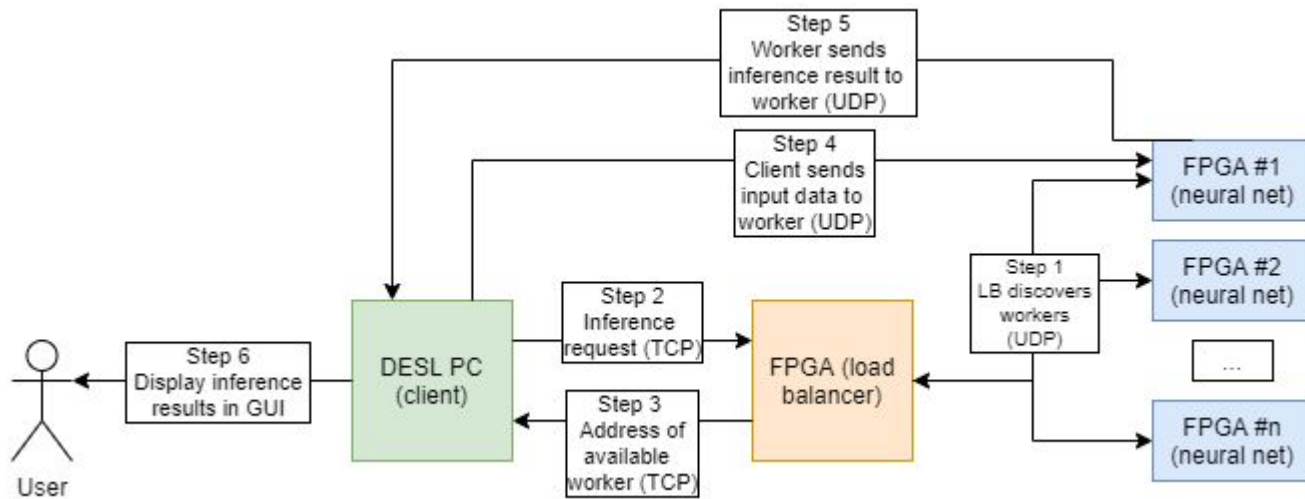 Step 5
Worker sends
inference result to
worker (UDP)
Step 4
Client sends
input data to
worker (UDP)
FPGA #1
(neural net)
Step 1
LB discovers
workers
(UDP)
FPGA #2
(neural net)
...
FPGA #n
(neural net)
Step 2
Inference
request (TCP)
DESL PC
(client)
FPGA (load
balancer)
Step 3
Address of
available
worker (TCP)
Step 6
Display inference
results in GUI
User